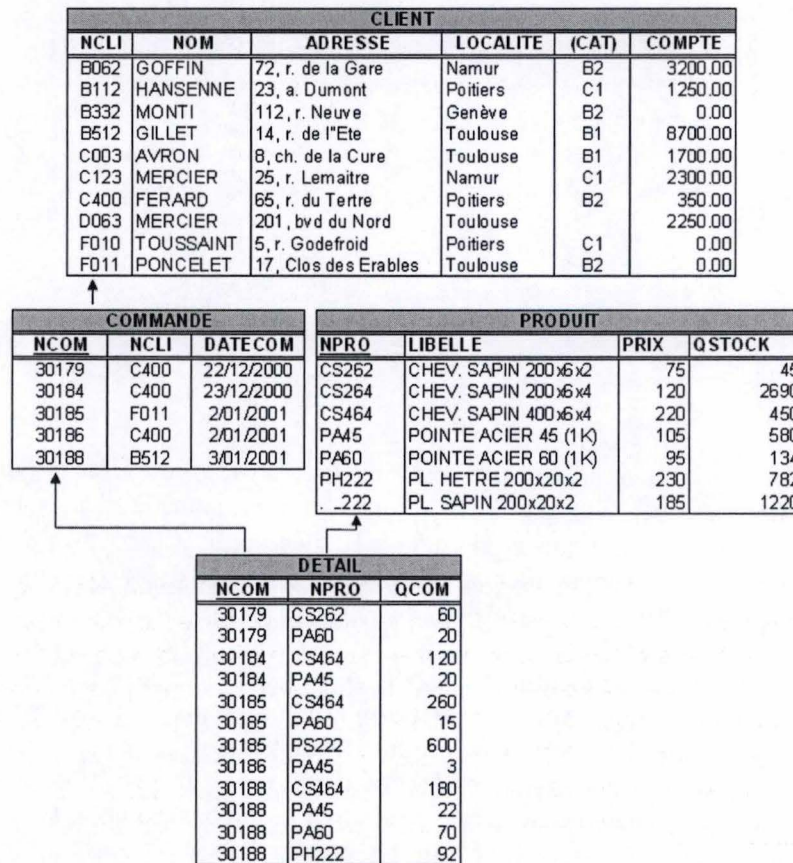 CLIENT
NCLI NOM ADRESSE LOCALITE (CAT) COMPTE
B062 GOFFIN 72, r. de la Gare Namur B2 3200.00
B112 HANSENNE 23, a. Dumont Poitiers C1 1250.00
B332 MONTI 112, r. Neuve Genève B2 0.00
B512 GILLET 14, r. de l"Ete Toulouse B1 8700.00
C003 AVRON 8, ch. de la Cure Toulouse B1 1700.00
C123 MERCIER 25, r. Lemaitre Namur C1 2300.00
C400 FERARD 65, r. du Tertre Poitiers B2 350.00
D063 MERCIER 201, bvd du Nord Toulouse 2250.00
F010 TOUSSAINT 5, r. Godefroid Poitiers C1 0.00
F011 PONCELET 17, Clos des Erables Toulouse B2 0.00
COMMANDE
NCOM NCLI DATECOM
30179 C400 22/12/2000
30184 C400 23/12/2000
30185 F011 2/01/2001
30186 C400 2/01/2001
30188 B512 3/01/2001
PRODUIT
NPRO LIBELLE PRIX QSTOCK
CS262 CHEV. SAPIN 200x6x2 75 45
CS264 CHEV. SAPIN 200x6x4 120 2690
CS464 CHEV. SAPIN 400x6x4 220 450
PA45 POINTE ACIER 45 (1K) 105 580
PA60 POINTE ACIER 60 (1K) 95 134
PH222 PL. HETRE 200x20x2 230 782
222 PL. SAPIN 200x20x2 185 1220
DETAIL
NCOM NPRO QCOM
30179 CS262 60
30179 PA60 20
30184 CS464 120
30184 PA45 20
30185 CS464 260
30185 PA60 15
30185 PS222 600
30186 PA45 3
30188 CS464 180
30188 PA45 22
30188 PA60 70
30188 PH222 92